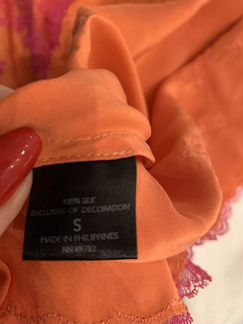 100% SILK
EXCLUSIVE OF DECORATION
S
MADE IN PHILIPPINES
RN 89782